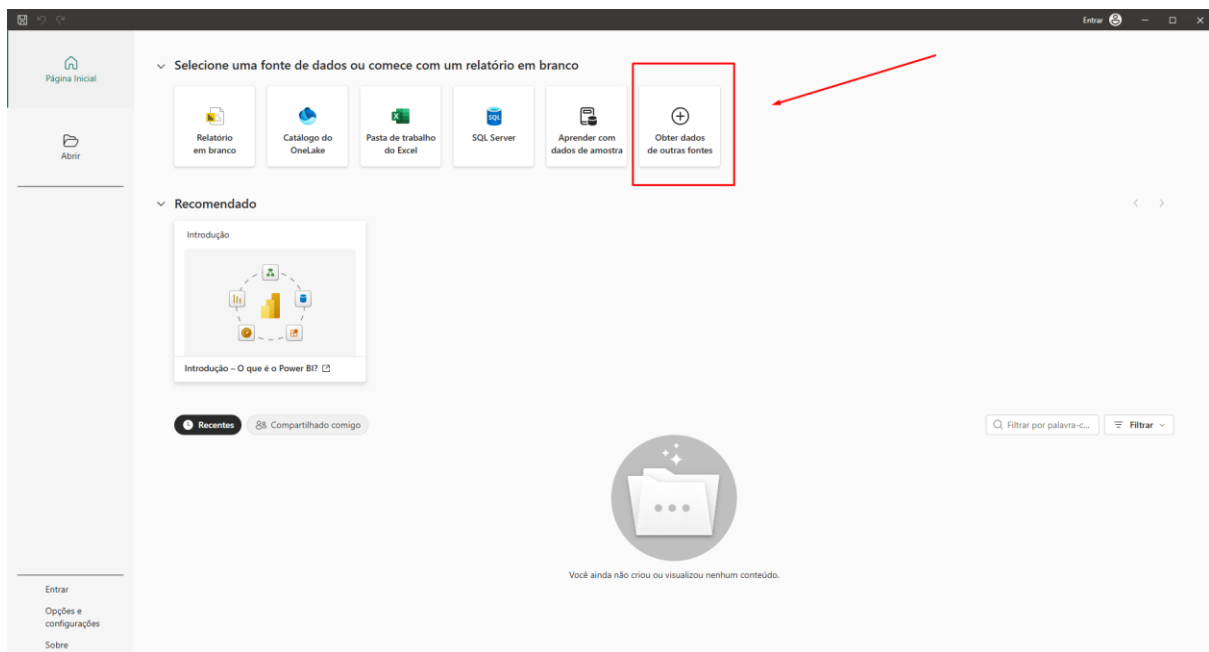 Entrar
Página Inicial
Abrir
Selecione uma fonte de dados ou comece com um relatório em branco
Relatório
em branco
Catálogo do
OneLake
Pasta de trabalho
do Excel
SQL
SQL Server
Aprender com
dados de amostra
Obter dados
de outras fontes
Recomendado
Introdução
Introdução – O que é o Power BI?
Recentes
Compartilhado comigo
Filtrar por palavra-c...
Filtrar
Você ainda não criou ou visualizou nenhum conteúdo.
Entrar
Opções e
configurações
Sobre